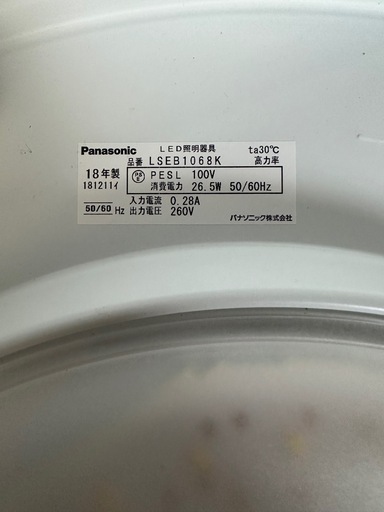 Panasonic LED照明器具 ta30℃
品番 LSEB1068K 高力率
18年製 PS E PESL 100V
181211イ 消費電力 26.5W 50/60Hz
入力電流 0.28A
50/60 Hz 出力電圧 260V
パナソニック株式会社